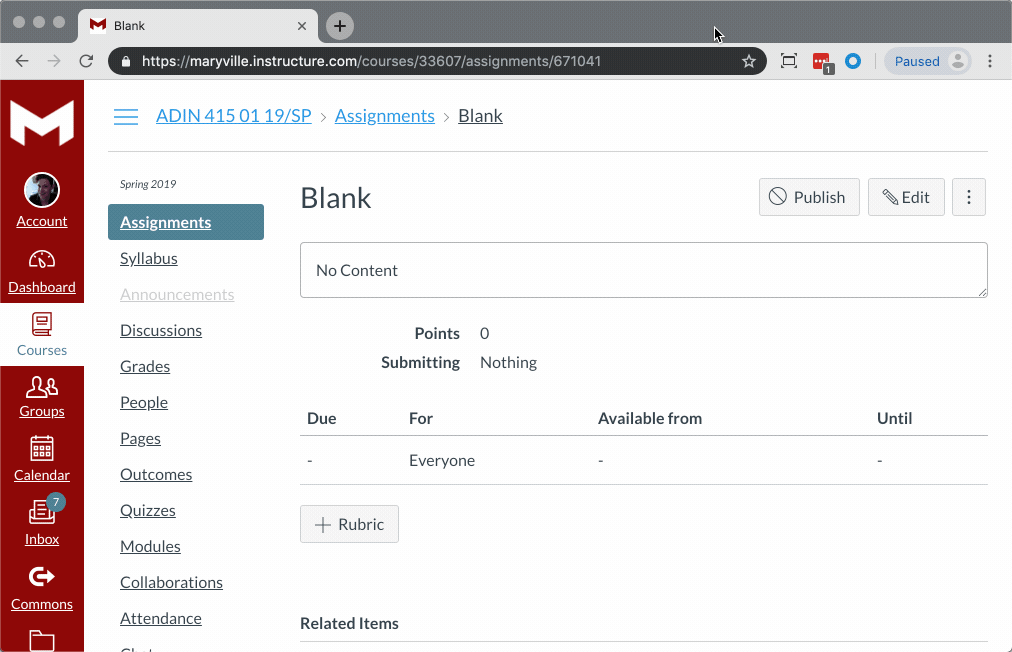 Blank
https://maryville.instructure.com/courses/33607/assignments/671041
1
Paused
ADIN 415 01 19/SP > Assignments > Blank
Account
Dashboard
Courses
Groups
Calendar
7
Inbox
Commons
Spring 2019
Assignments
Syllabus
Announcements
Discussions
Grades
People
Pages
Outcomes
Quizzes
Modules
Collaborations
Attendance
Blank
Publish
Edit
No Content
Points 0
Submitting Nothing
Due For Available from Until
- Everyone - -
+ Rubric
Related Items